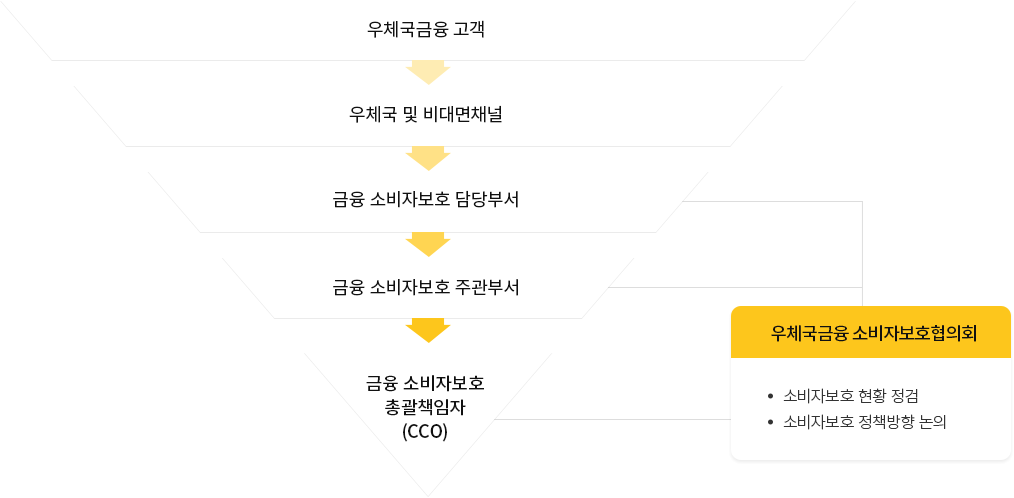 우체국금융 고객
우체국 및 비대면채널
금융 소비자보호 담당부서
금융 소비자보호 주관부서
금융 소비자보호
총괄책임자
(CCO)
우체국금융 소비자보호협의회
• 소비자보호 현황 정검
• 소비자보호 정책방향 논의